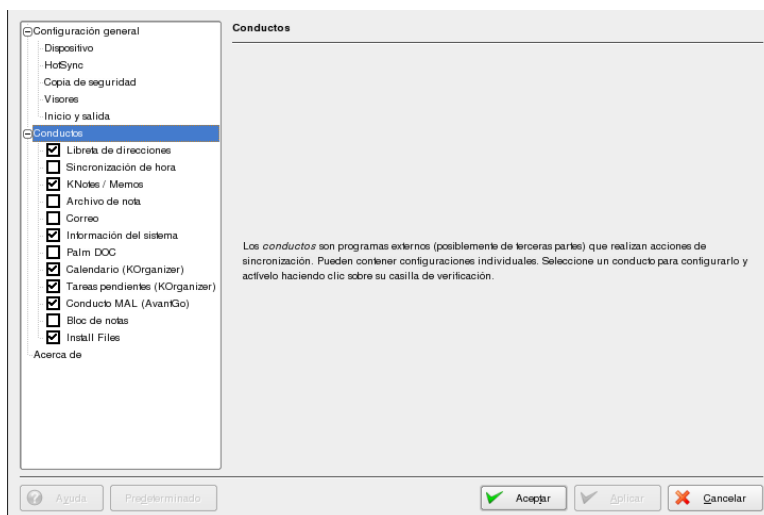 Configuración general
Dispositivo
HotSync
Copia de seguridad
Visores
Inicio y salida
Conductos
Libreta de direcciones
Sincronización de hora
KNotes / Memos
Archivo de nota
Correo
Información del sistema
Palm DOC
Calendario (KOrganizer)
Tareas pendientes (KOrganizer)
Conducto MAL (AvantGo)
Bloc de notas
Install Files
Acerca de
Conductos
Los conductos son programas externos (posiblemente de terceras partes) que realizan acciones de
sincronización. Pueden contener configuraciones individuales. Seleccione un conducto para configurarlo y
actívelo haciendo clic sobre su casilla de verificación.
Ayuda
Predeterminado
Aceptar
Aplicar
Cancelar